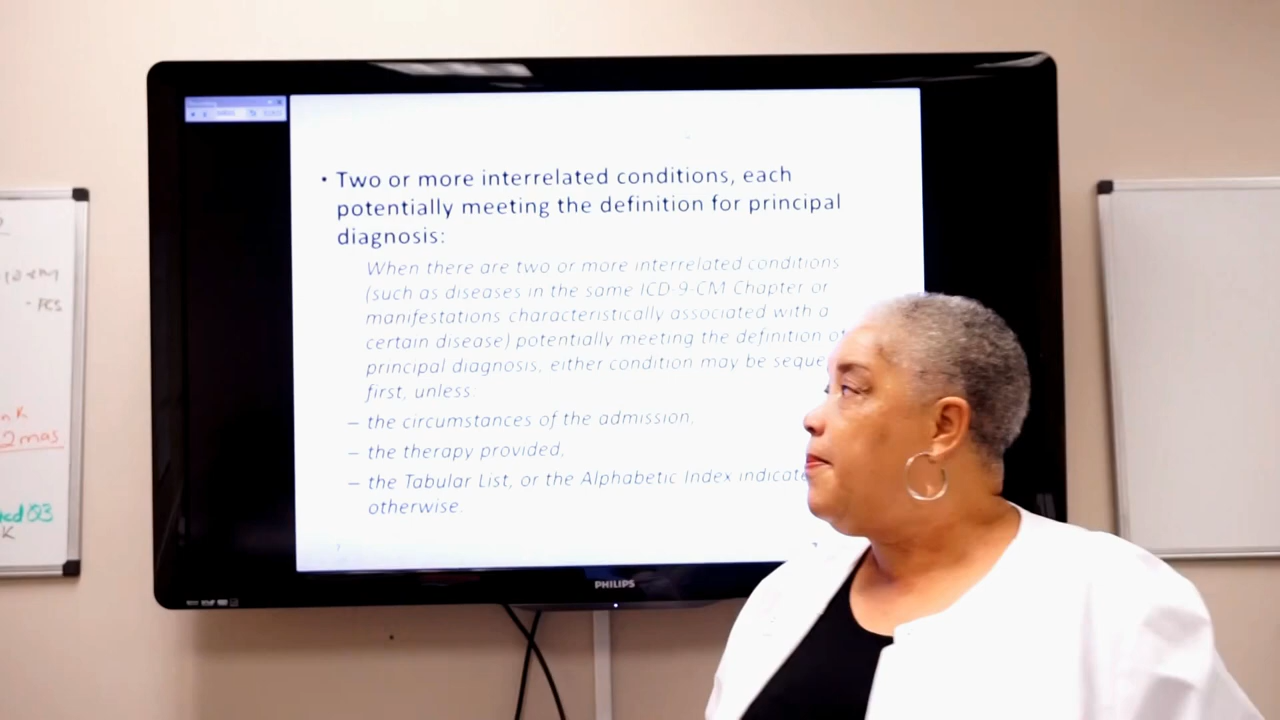 • Two or more interrelated conditions, each
potentially meeting the definition for principal
diagnosis:
When there are two or more interrelated conditions
(such as diseases in the same ICD-9-CM Chapter or
manifestations characteristically associated with a
certain disease) potentially meeting the definition
principal diagnosis, either condition may be
first, unless:
– the circumstances of the admission,
– the therapy provided,
– the Tabular List, or the Alphabetic Index
otherwise.
PHILIPS
- FCS
2mas
Q3
K